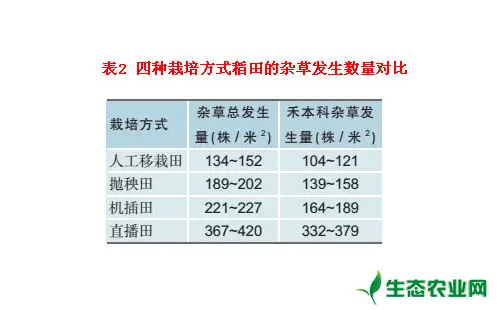 表2 四种栽培方式稻田的杂草发生数量对比
栽培方式 杂草总发生量(株/米²) 禾本科杂草发生量(株/米²)
人工移栽田 134~152 104~121
抛秧田 189~202 139~158
机插田 221~227 164~189
直播田 367~420 332~379
生态农业网